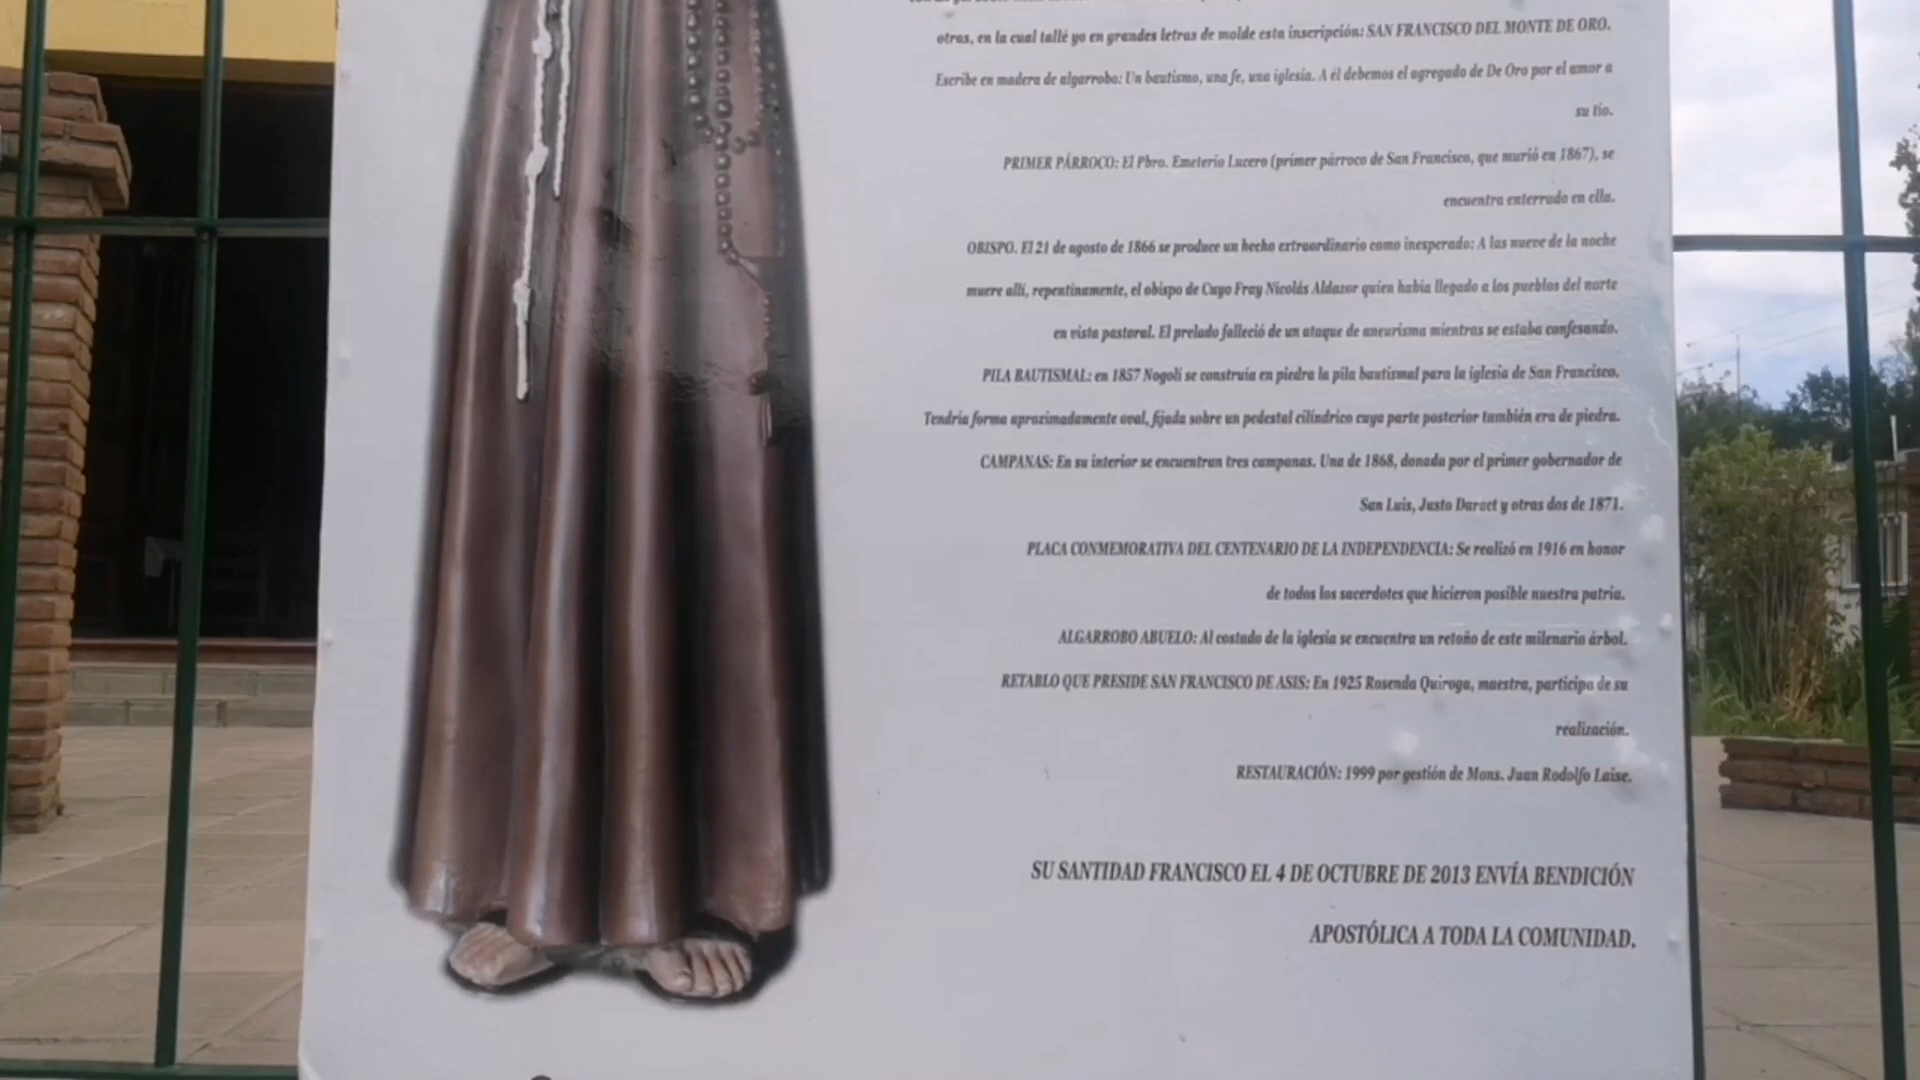 otras, en la cual tallé yo en grandes letras de molde esta inscripción: SAN FRANCISCO DEL MONTE DE ORO.
Escribe en madera de algarrobo: Un bautismo, una fe, una iglesia. A él debemos el agregado de De Oro por el amor a
su tío.
PRIMER PÁRROCO: El Pbro. Emeterio Lucero (primer párroco de San Francisco, que murió en 1867), se
encuentra enterrado en ella.
OBISPO. El 21 de agosto de 1866 se produce un hecho extraordinario como inesperado: A las nueve de la noche
muere allí, repentinamente, el obispo de Cuyo Fray Nicolás Aldazor quien había llegado a los pueblos del norte
en vista pastoral. El prelado falleció de un ataque de aneurisma mientras se estaba confesando.
PILA BAUTISMAL: en 1857 Nogolí se construía en piedra la pila bautismal para la iglesia de San Francisco.
Tendría forma aproximadamente oval, fijada sobre un pedestal cilíndrico cuya parte posterior también era de piedra.
CAMPANAS: En su interior se encuentran tres campanas. Una de 1868, donada por el primer gobernador de
San Luis, Justo Daract y otras dos de 1871.
PLACA CONMEMORATIVA DEL CENTENARIO DE LA INDEPENDENCIA: Se realizó en 1916 en honor
de todos los sacerdotes que hicieron posible nuestra patria.
ALGARROBO ABUELO: Al costado de la iglesia se encuentra un retoño de este milenario árbol.
RETABLO QUE PRESIDE SAN FRANCISCO DE ASIS: En 1925 Rosenda Quiroga, maestra, participa de su
realización.
RESTAURACIÓN: 1999 por gestión de Mons. Juan Rodolfo Laise.
SU SANTIDAD FRANCISCO EL 4 DE OCTUBRE DE 2013 ENVÍA BENDICIÓN
APOSTÓLICA A TODA LA COMUNIDAD.